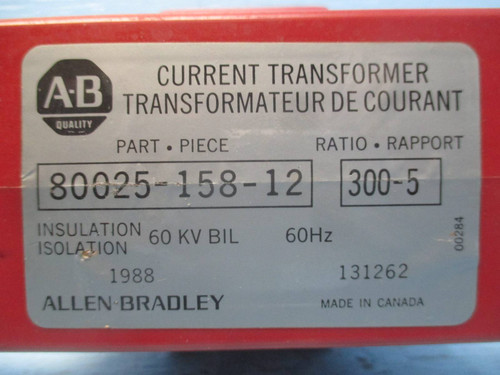 A-B
QUALITY
CURRENT TRANSFORMER
TRANSFORMATEUR DE COURANT
PART • PIECE
RATIO • RAPPORT
80025-158-12
300-5
INSULATION
ISOLATION
60 KV BIL
60Hz
00284
1988
131262
ALLEN-BRADLEY
MADE IN CANADA